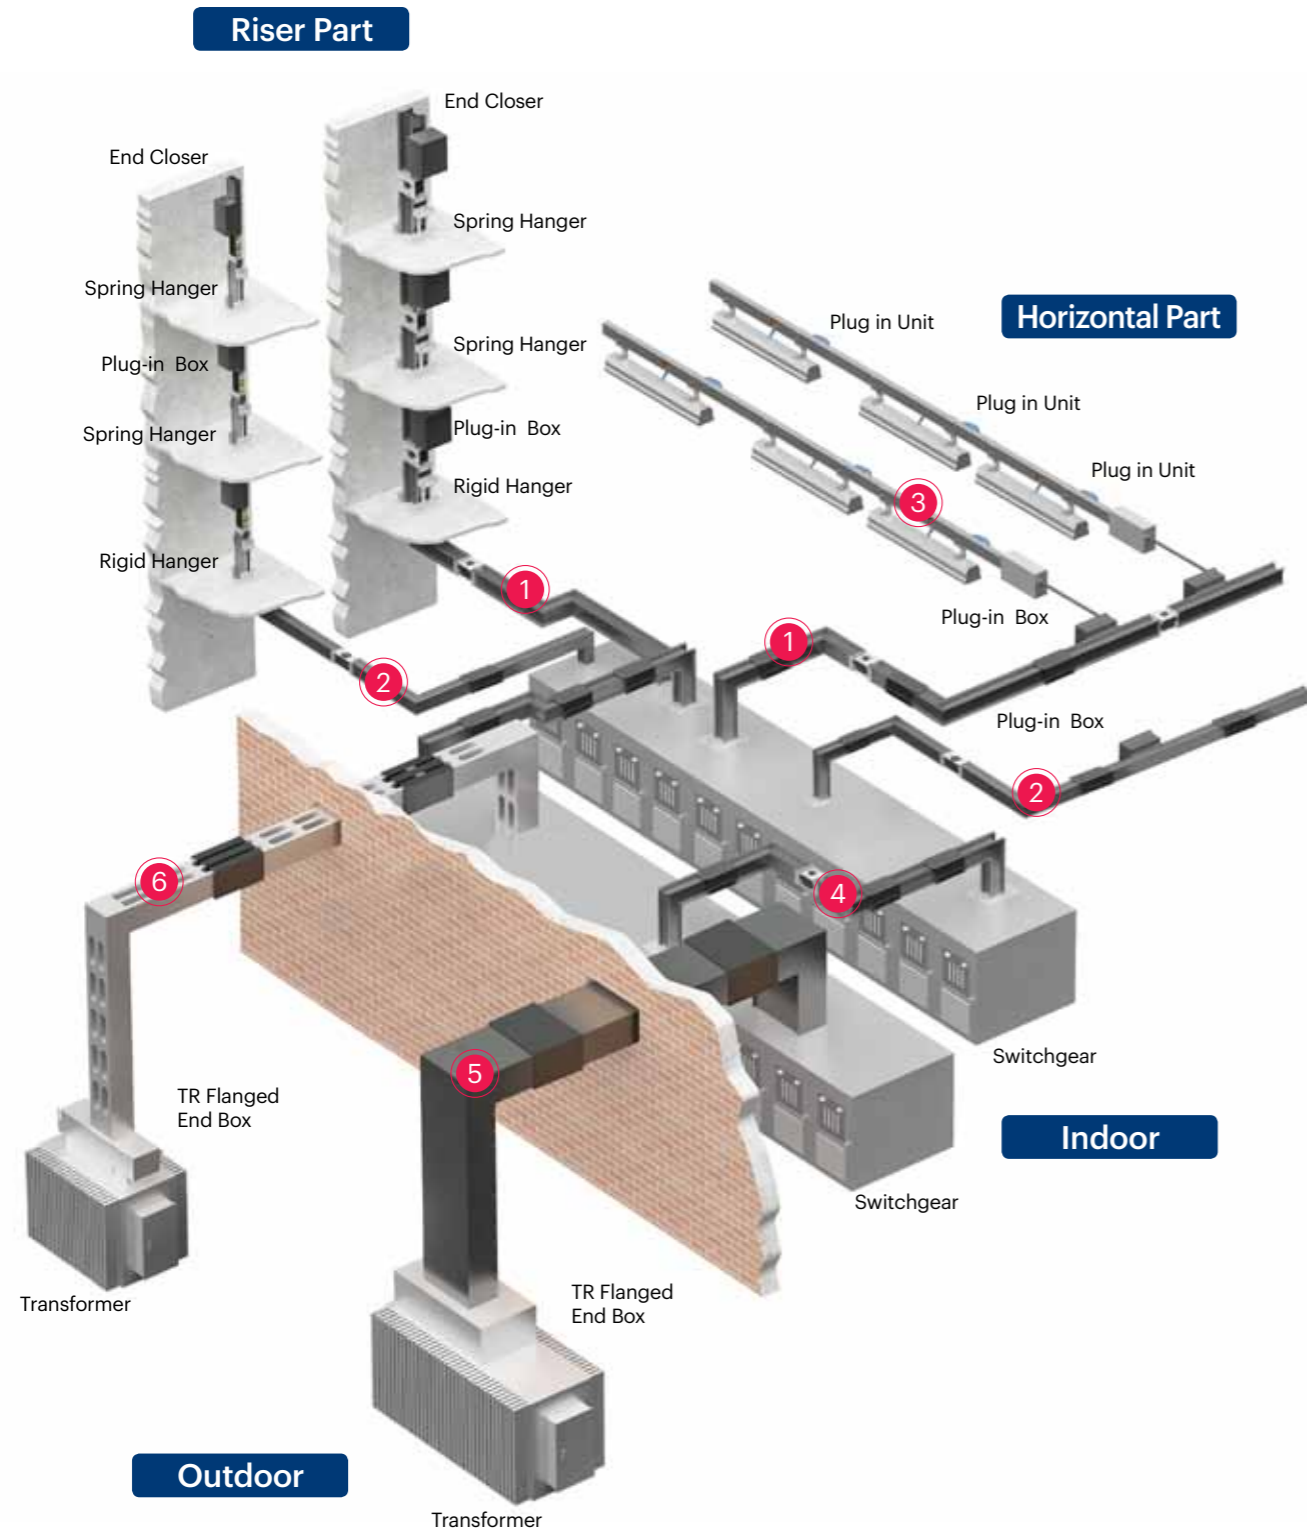 Riser Part
End Closer
End Closer
Spring Hanger
Spring Hanger
Plug in Unit
Horizontal Part
Spring Hanger
Plug-in Box
Plug in Unit
Spring Hanger
Plug-in Box
Plug in Unit
Rigid Hanger
3
Rigid Hanger
1
Plug-in Box
1
2
Plug-in Box
2
6
4
Switchgear
5
TR Flanged
End Box
Indoor
Switchgear
Transformer
TR Flanged
End Box
Outdoor
Transformer